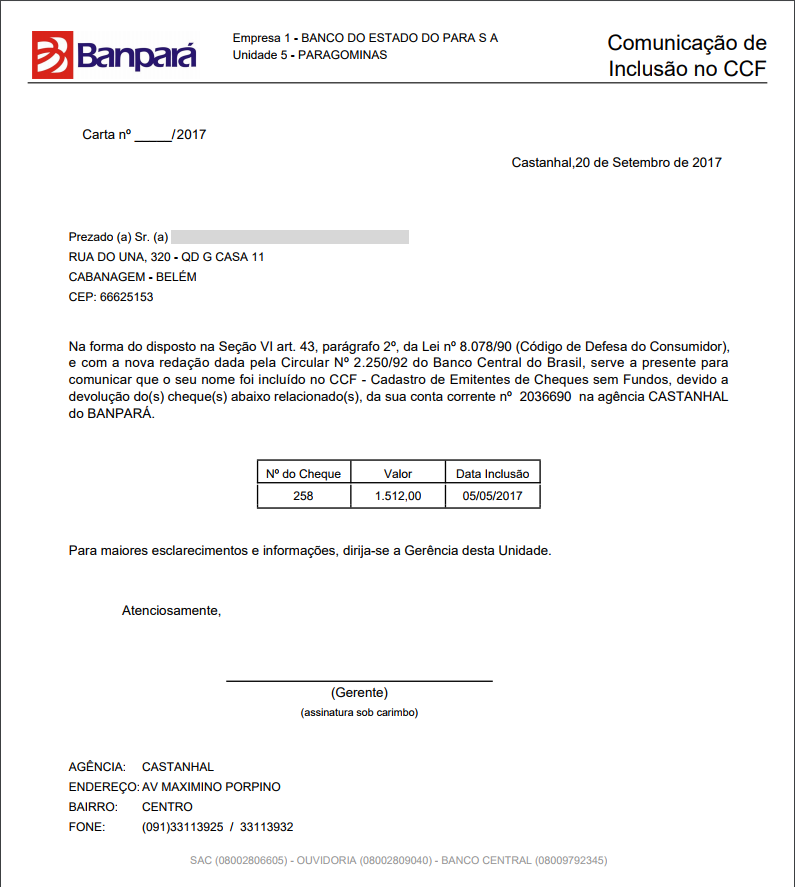 Banpará
Empresa 1 - BANCO DO ESTADO DO PARA S A
Unidade 5 - PARAGOMINAS
Comunicação de
Inclusão no CCF
Carta nº _____/2017
Castanhal,20 de Setembro de 2017
Prezado (a) Sr. (a)
RUA DO UNA, 320 - QD G CASA 11
CABANAGEM - BELÉM
CEP: 66625153
Na forma do disposto na Seção VI art. 43, parágrafo 2º, da Lei nº 8.078/90 (Código de Defesa do Consumidor),
e com a nova redação dada pela Circular Nº 2.250/92 do Banco Central do Brasil, serve a presente para
comunicar que o seu nome foi incluído no CCF - Cadastro de Emitentes de Cheques sem Fundos, devido a
devolução do(s) cheque(s) abaixo relacionado(s), da sua conta corrente nº 2036690 na agência CASTANHAL
do BANPARÁ.
Nº do Cheque Valor Data Inclusão
258 1.512,00 05/05/2017
Para maiores esclarecimentos e informações, dirija-se a Gerência desta Unidade.
Atenciosamente,
(Gerente)
(assinatura sob carimbo)
AGÊNCIA: CASTANHAL
ENDEREÇO: AV MAXIMINO PORPINO
BAIRRO: CENTRO
FONE: (091)33113925 / 33113932
SAC (08002806605) - OUVIDORIA (08002809040) - BANCO CENTRAL (08009792345)